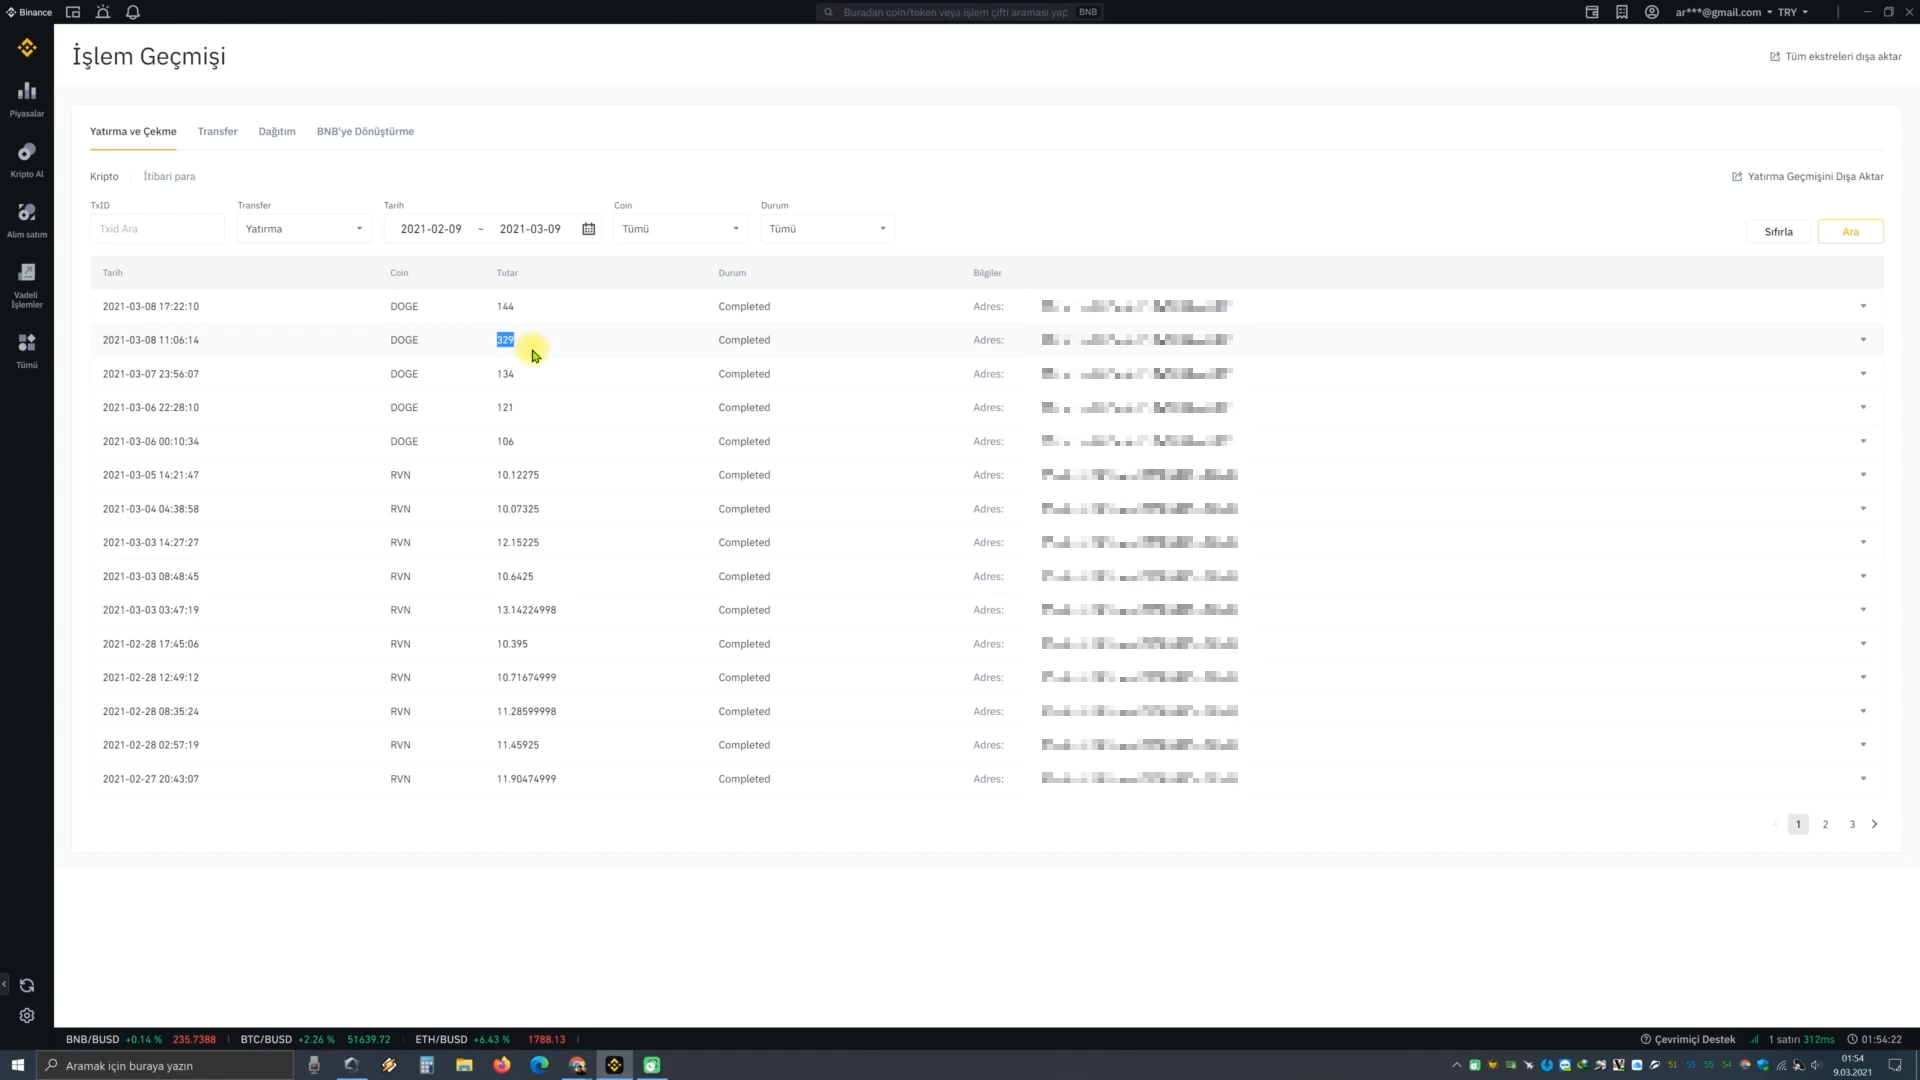 Binance
Buradan coin/token veya işlem çifti araması yap BNB
ar***@gmail.com TRY
İşlem Geçmişi
Tüm ekstreleri dışa aktar
Piyasalar
Kripto Al
Alım satım
Vadeli
İşlemler
Tümü
Yatırma ve Çekme Transfer Dağıtım BNB'ye Dönüştürme
Kripto İtibari para
Yatırma Geçmişini Dışa Aktar
TxID Transfer Tarih Coin Durum
Txid Ara Yatırma 2021-02-09 ~ 2021-03-09 Tümü Tümü
Sıfırla Ara
Tarih Coin Tutar Durum Bilgiler
2021-03-08 17:22:10 DOGE 144 Completed Adres:
2021-03-08 11:06:14 DOGE 329 Completed Adres:
2021-03-07 23:56:07 DOGE 134 Completed Adres:
2021-03-06 22:28:10 DOGE 121 Completed Adres:
2021-03-06 00:10:34 DOGE 106 Completed Adres:
2021-03-05 14:21:47 RVN 10.12275 Completed Adres:
2021-03-04 04:38:58 RVN 10.07325 Completed Adres:
2021-03-03 14:27:27 RVN 12.15225 Completed Adres:
2021-03-03 08:48:45 RVN 10.6425 Completed Adres:
2021-03-03 03:47:19 RVN 13.14224998 Completed Adres:
2021-02-28 17:45:06 RVN 10.395 Completed Adres:
2021-02-28 12:49:12 RVN 10.71674999 Completed Adres:
2021-02-28 08:35:24 RVN 11.28599998 Completed Adres:
2021-02-28 02:57:19 RVN 11.45925 Completed Adres:
2021-02-27 20:43:07 RVN 11.90474999 Completed Adres:
1 2 3
BNB/BUSD +0.14 % 235.7388 BTC/BUSD +2.26 % 51639.72 ETH/BUSD +6.43 % 1788.13
Çevrimiçi Destek 1 satırı 312ms 01:54:22
Aramak için buraya yazın
51 55 55 54
01:54
9.03.2021